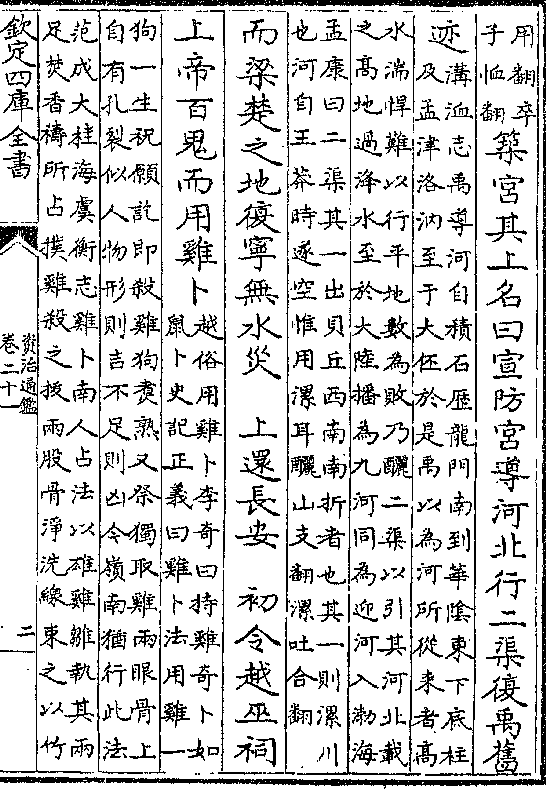 用翻卒
子恤翻
築宮其上名曰宣防宮導河北行二渠復禹舊
迹
溝洫志禹導河自積石歷龍門南到華陰東下底柱
及孟津洛汭至于大伾於是禹以為河所從来者髙
水湍悍難以行平地數為敗乃釃二渠以引其河北載
之髙地過洚水至於大陸播為九河同為迎河入渤海
孟康曰二渠其一出貝丘西南南折者也其一則漯川
也河自王莽時遂空惟用漯耳釃山支翻漯吐合翻
而梁楚之地復寧無水災 上還長安 初令越巫祠
上帝百鬼而用雞卜
越俗用雞卜李奇曰持雞奇卜如
鼠卜史記正義曰雞卜法用雞一
狗一生祝願訖即殺雞狗煑熟又祭獨取雞兩眼骨上
自有孔裂似人物形則吉不足則凶今嶺南猶行此法
范成大桂海虞衡志雞卜南人占法以雄雞雛執其兩
足焚香禱所占撲雞殺之拔兩股骨淨洗線束之以竹
欽定四庫全書
資治通鑑
卷二十一
二